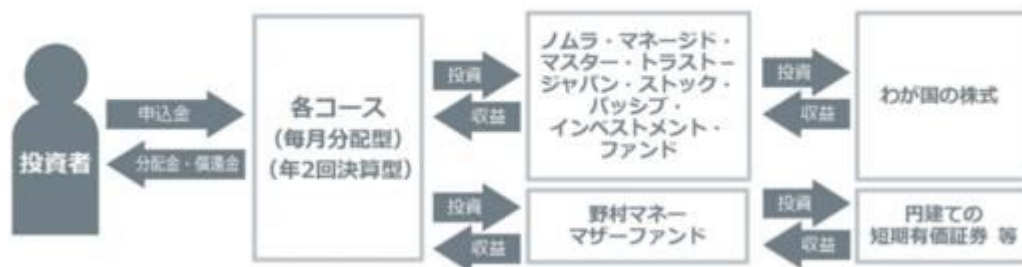 投資者
申込金
分配金・償還金
各コース
（毎月分配型）
（年2回決算型）
投資
収益
ノムラ・マネージド・
マスター・トラスト－
ジャパン・ストック・
パッシブ・
インベストメント・
ファンド
投資
収益
わが国の株式
投資
収益
野村マネー
マザーファンド
投資
収益
円建ての
短期有価証券 等